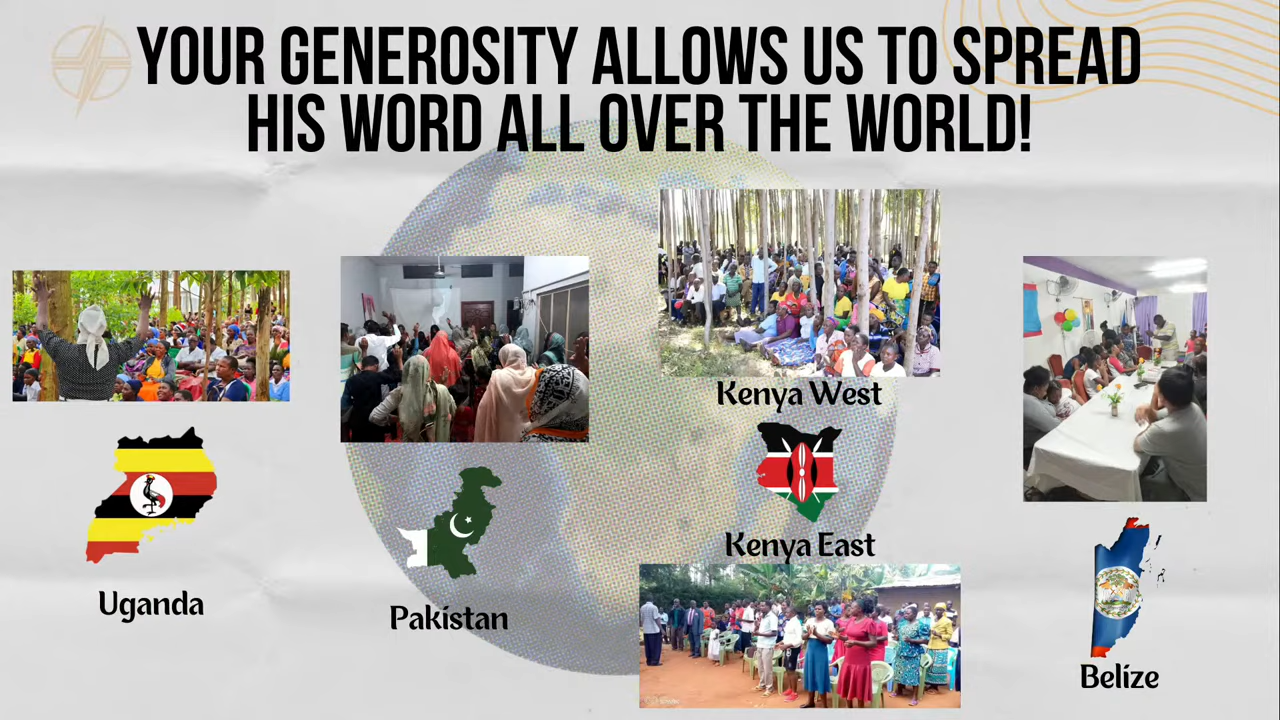 YOUR GENEROSITY ALLOWS US TO SPREAD
HIS WORD ALL OVER THE WORLD!
Kenya West
Kenya East
Uganda
Pakistan
Belize